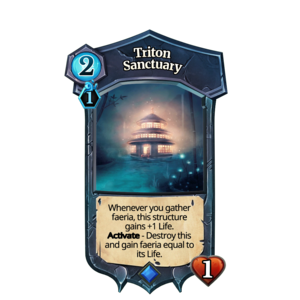 Triton
Sanctuary
2
1
Whenever you gather
faeria, this structure
gains +1 Life.
Activate - Destroy this
and gain faeria equal to
its Life.
1